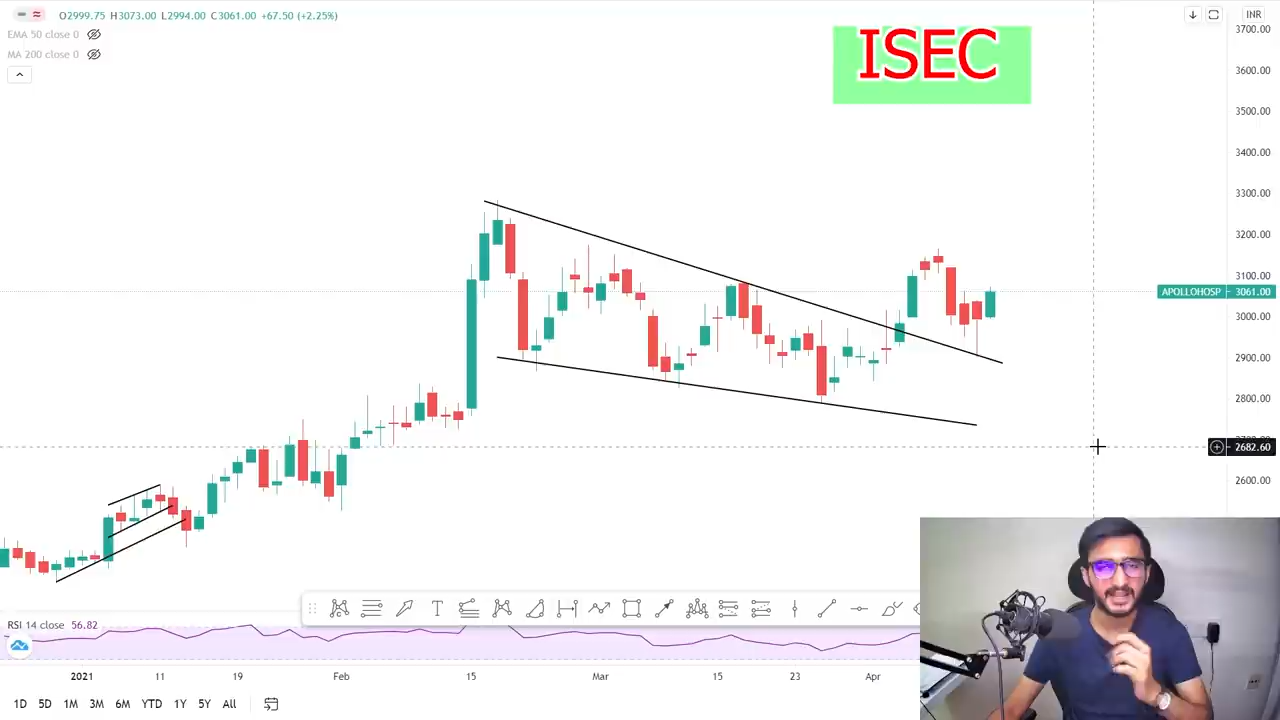 O2999.75 H3073.00 L2994.00 C3061.00 +67.50 (+2.25%)
EMA 50 close 0
MA 200 close 0
ISEC
INR
3700.00
3600.00
3500.00
3400.00
3300.00
3200.00
3100.00
APOLLOHOSP 3061.00
3000.00
2900.00
2800.00
2682.60
2600.00
RSI 14 close 56.82
2021 11 19 Feb 15 Mar 15 23 Apr
1D 5D 1M 3M 6M YTD 1Y 5Y All